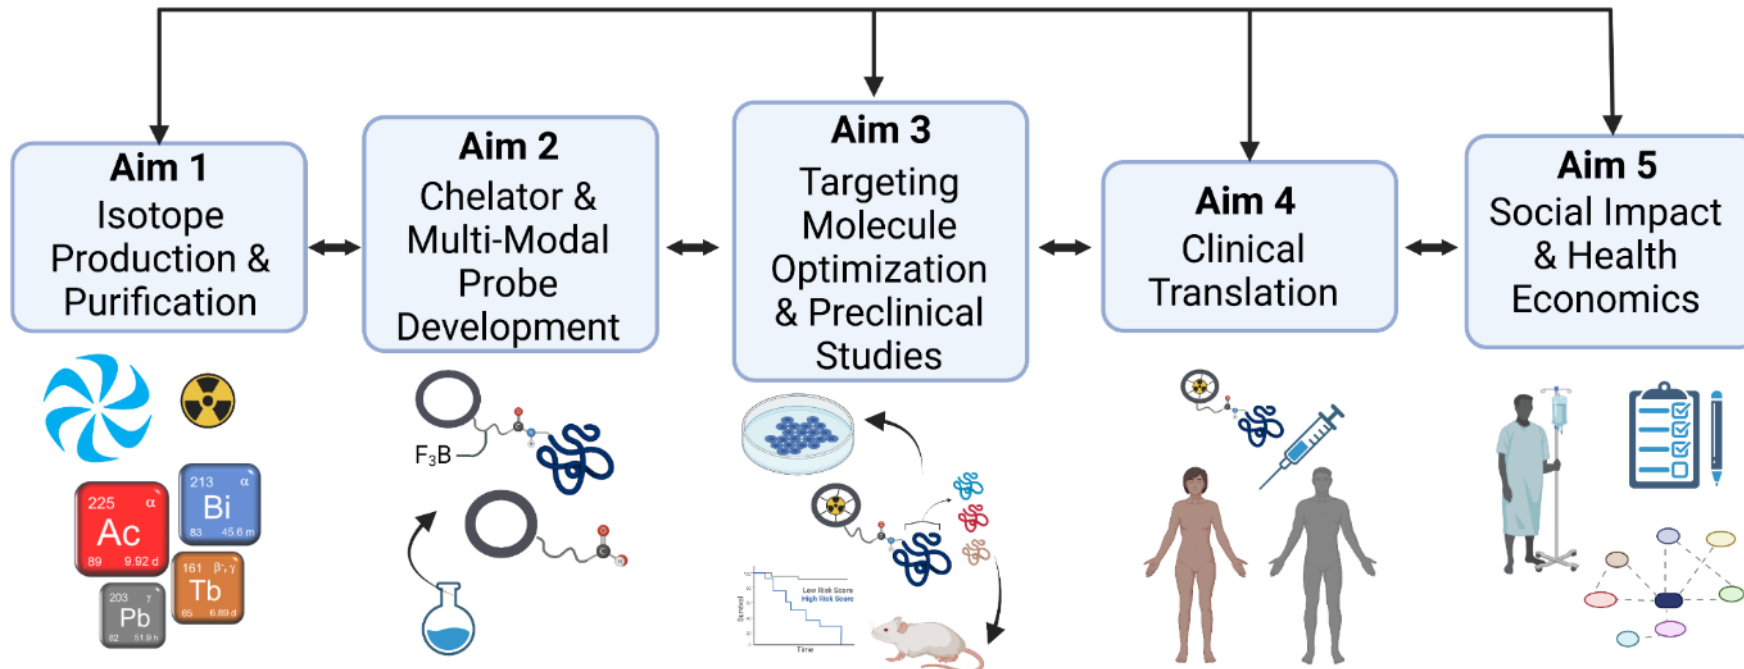 Aim 1
Isotope
Production &
Purification
Aim 2
Chelator &
Multi-Modal
Probe
Development
Aim 3
Targeting
Molecule
Optimization
& Preclinical
Studies
Aim 4
Clinical
Translation
Aim 5
Social Impact
& Health
Economics
225 α
Ac
89 9.92 d
213 α
Bi
83 45.6 m
161 β⁻, γ
Tb
65 6.89 d
203 γ
Pb
82 51.9 h
F₃B
C
N
H
C
C
N
Low Risk Score
High Risk Score
Survival
Time
C
N